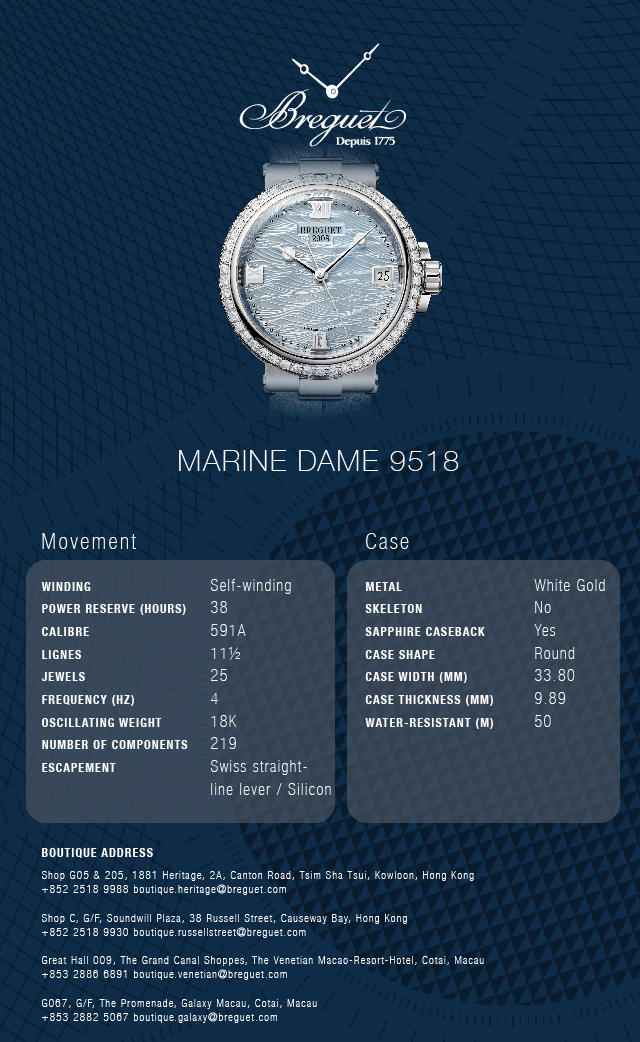 Breguet
Depuis 1775
XII
BREGUET
2908
25
MARINE DAME 9518
Movement
WINDING Self-winding
POWER RESERVE (HOURS) 38
CALIBRE 591A
LIGNES 11½
JEWELS 25
FREQUENCY (HZ) 4
OSCILLATING WEIGHT 18K
NUMBER OF COMPONENTS 219
ESCAPEMENT Swiss straight-
line lever / Silicon
Case
METAL White Gold
SKELETON No
SAPPHIRE CASEBACK Yes
CASE SHAPE Round
CASE WIDTH (MM) 33.80
CASE THICKNESS (MM) 9.89
WATER-RESISTANT (M) 50
BOUTIQUE ADDRESS
Shop G05 & 205, 1881 Heritage, 2A, Canton Road, Tsim Sha Tsui, Kowloon, Hong Kong
+852 2518 9988 boutique.heritage@breguet.com
Shop C, G/F, Soundwill Plaza, 38 Russell Street, Causeway Bay, Hong Kong
+852 2518 9930 boutique.russellstreet@breguet.com
Great Hall 009, The Grand Canal Shoppes, The Venetian Macao-Resort-Hotel, Cotai, Macau
+853 2886 6891 boutique.venetian@breguet.com
G067, G/F, The Promenade, Galaxy Macau, Cotai, Macau
+853 2882 5067 boutique.galaxy@breguet.com